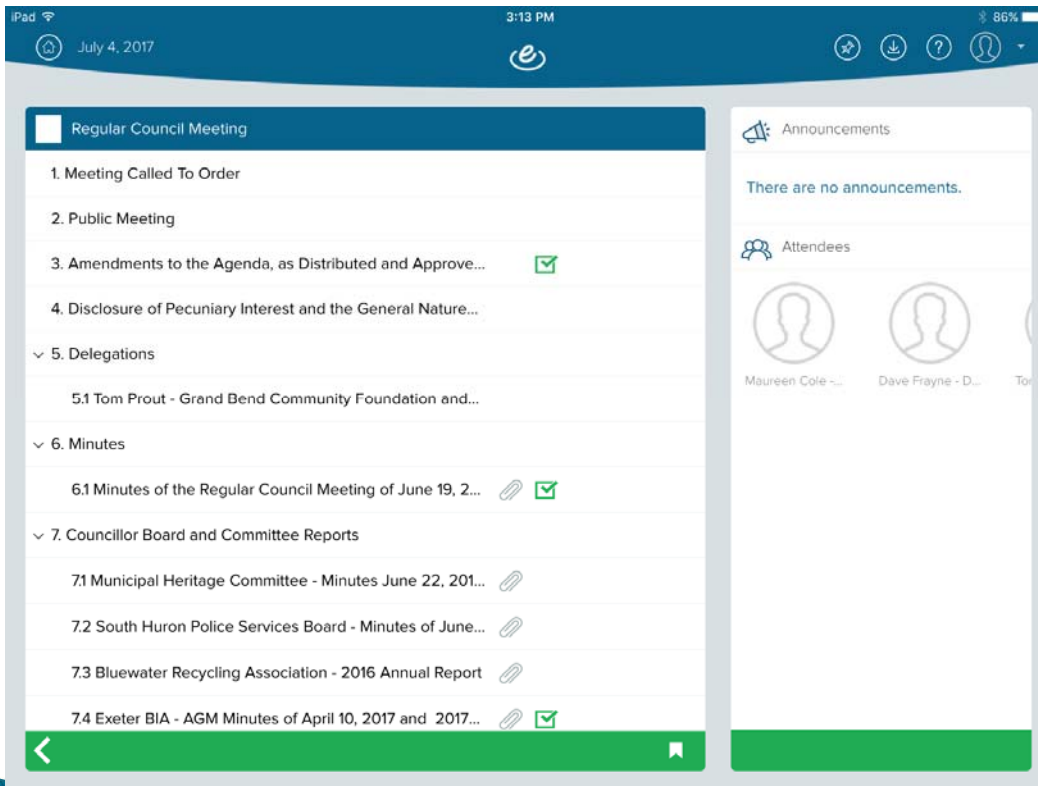 iPad 3:13 PM 86%
July 4, 2017
Regular Council Meeting
1. Meeting Called To Order
2. Public Meeting
3. Amendments to the Agenda, as Distributed and Approve...
4. Disclosure of Pecuniary Interest and the General Nature...
5. Delegations
5.1 Tom Prout - Grand Bend Community Foundation and...
6. Minutes
6.1 Minutes of the Regular Council Meeting of June 19, 2...
7. Councillor Board and Committee Reports
7.1 Municipal Heritage Committee - Minutes June 22, 201...
7.2 South Huron Police Services Board - Minutes of June...
7.3 Bluewater Recycling Association - 2016 Annual Report
7.4 Exeter BIA - AGM Minutes of April 10, 2017 and 2017...
Announcements
There are no announcements.
Attendees
Maureen Cole -... Dave Frayne - D... To